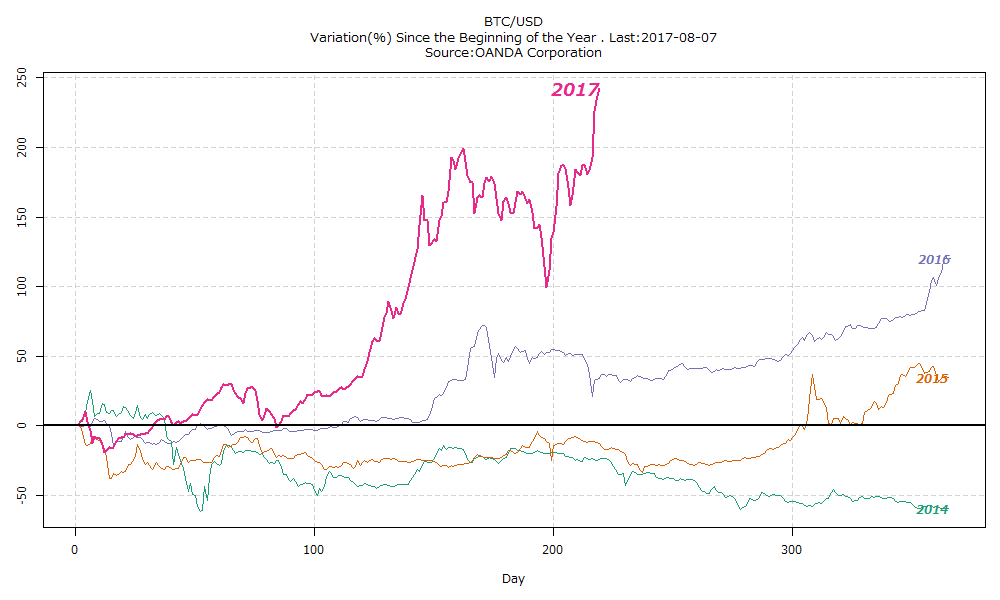 BTC/USD
Variation(%) Since the Beginning of the Year . Last:2017-08-07
Source:OANDA Corporation
250
200
150
100
50
0
-50
2017
2016
2015
2014
0 100 200 300
Day